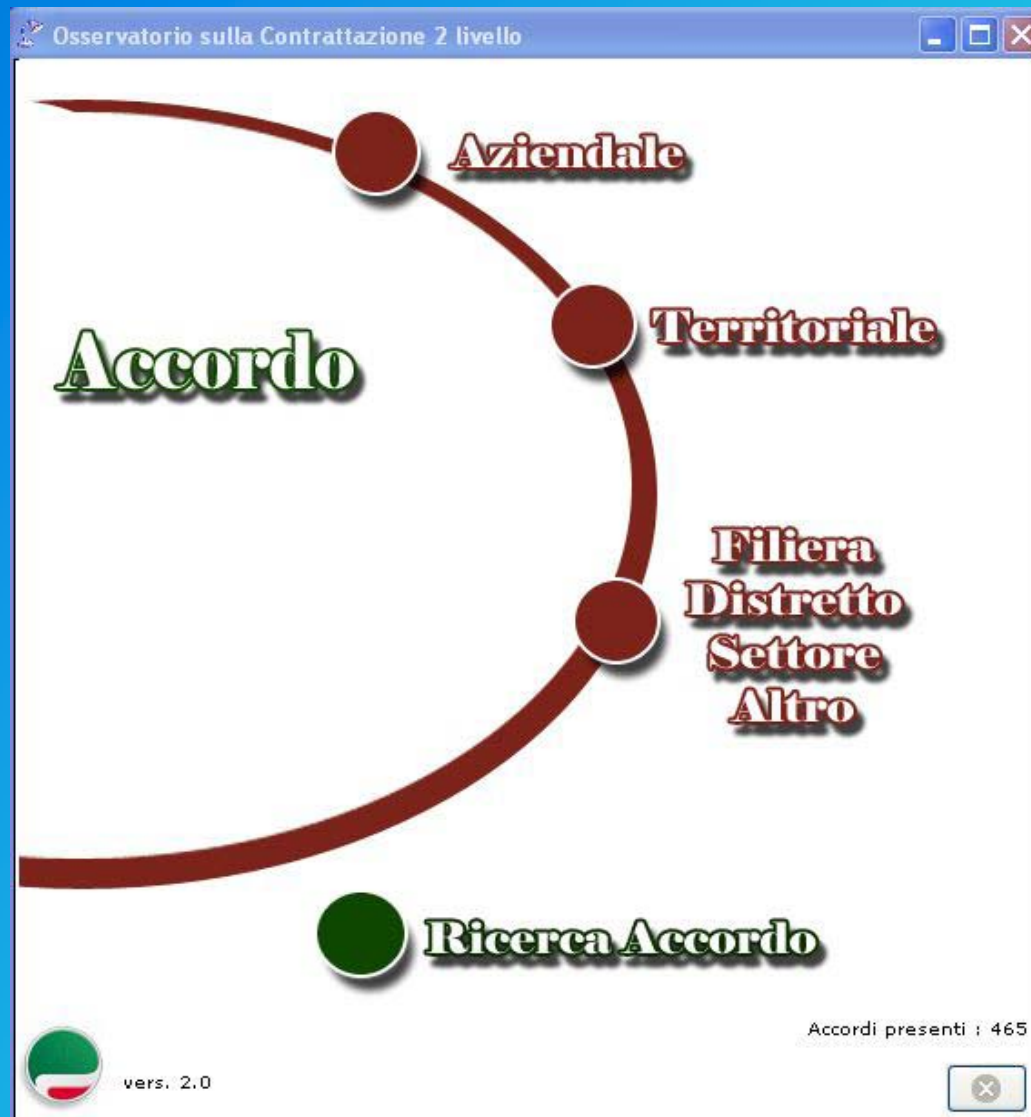 Osservatorio sulla Contrattazione 2 livello
Aziendale
Territoriale
Accordo
Filiera
Distretto
Settore
Altro
Ricerca Accordo
Accordi presenti : 465
vers. 2.0